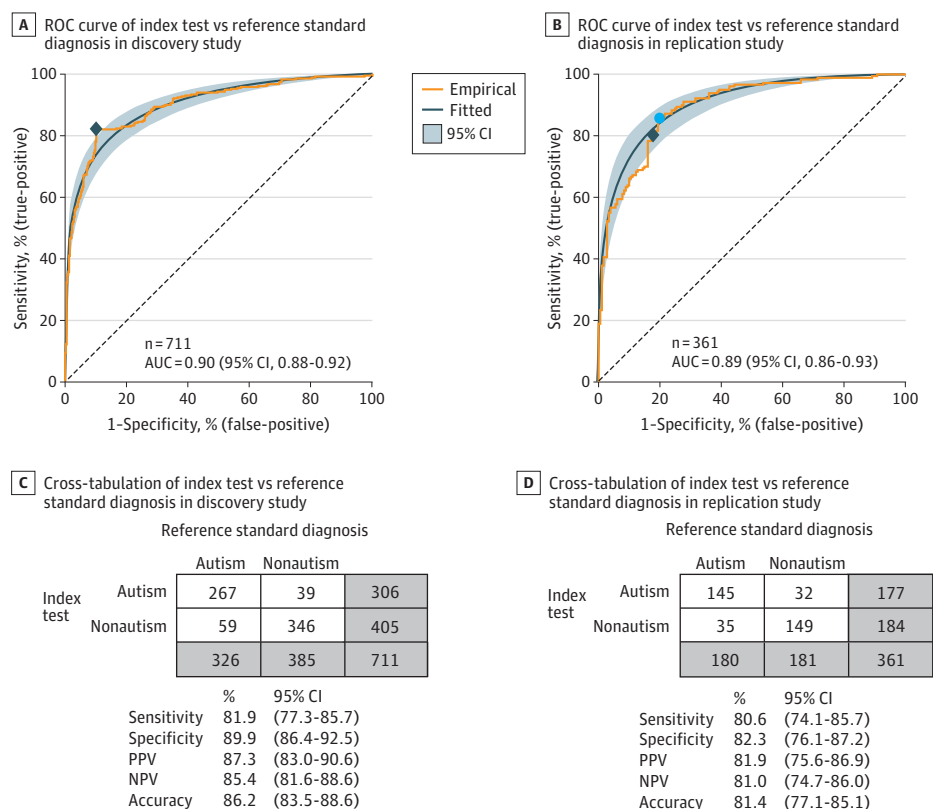 A ROC curve of index test vs reference standard
diagnosis in discovery study
100
80
60
40
20
0
Sensitivity, % (true-positive)
n=711
AUC=0.90 (95% CI, 0.88-0.92)
0 20 40 60 80 100
1-Specificity, % (false-positive)
Empirical
Fitted
95% CI
B ROC curve of index test vs reference standard
diagnosis in replication study
100
80
60
40
20
0
Sensitivity, % (true-positive)
n=361
AUC=0.89 (95% CI, 0.86-0.93)
0 20 40 60 80 100
1-Specificity, % (false-positive)
C Cross-tabulation of index test vs reference
standard diagnosis in discovery study
Reference standard diagnosis
Autism Nonautism
Index
test
Autism 267 39 306
Nonautism 59 346 405
326 385 711
% 95% CI
Sensitivity 81.9 (77.3-85.7)
Specificity 89.9 (86.4-92.5)
PPV 87.3 (83.0-90.6)
NPV 85.4 (81.6-88.6)
Accuracy 86.2 (83.5-88.6)
D Cross-tabulation of index test vs reference
standard diagnosis in replication study
Reference standard diagnosis
Autism Nonautism
Index
test
Autism 145 32 177
Nonautism 35 149 184
180 181 361
% 95% CI
Sensitivity 80.6 (74.1-85.7)
Specificity 82.3 (76.1-87.2)
PPV 81.9 (75.6-86.9)
NPV 81.0 (74.7-86.0)
Accuracy 81.4 (77.1-85.1)